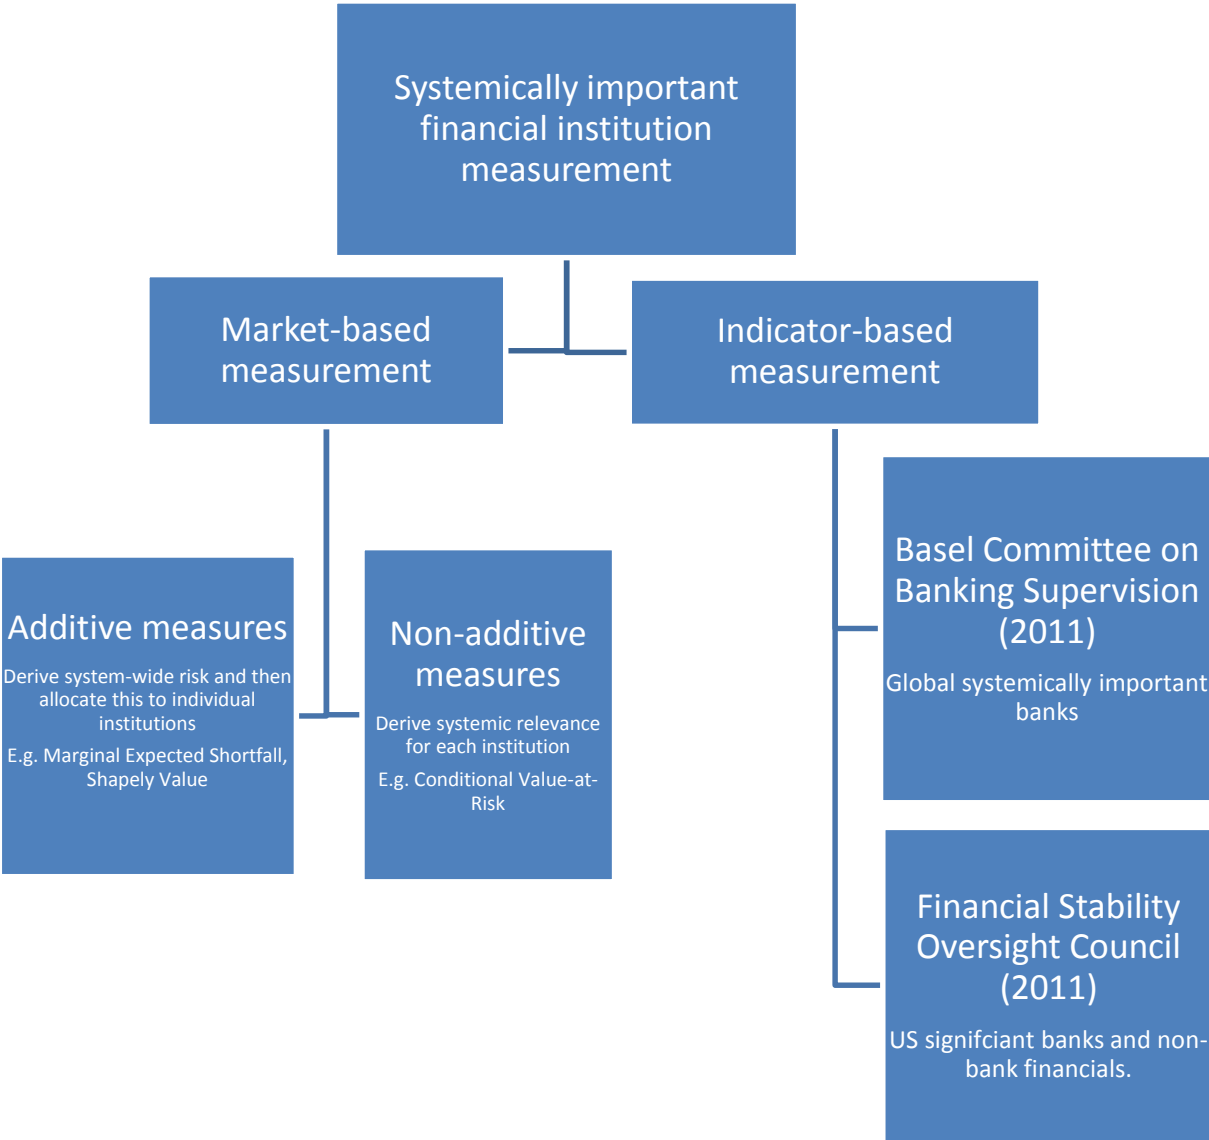 Systemically important
financial institution
measurement
Market-based
measurement
Indicator-based
measurement
Additive measures
Derive system-wide risk and then
allocate this to individual
institutions
E.g. Marginal Expected Shortfall,
Shapely Value
Non-additive
measures
Derive systemic relevance
for each institution
E.g. Conditional Value-at-
Risk
Basel Committee on
Banking Supervision
(2011)
Global systemically important
banks
Financial Stability
Oversight Council
(2011)
US signifciant banks and non-
bank financials.